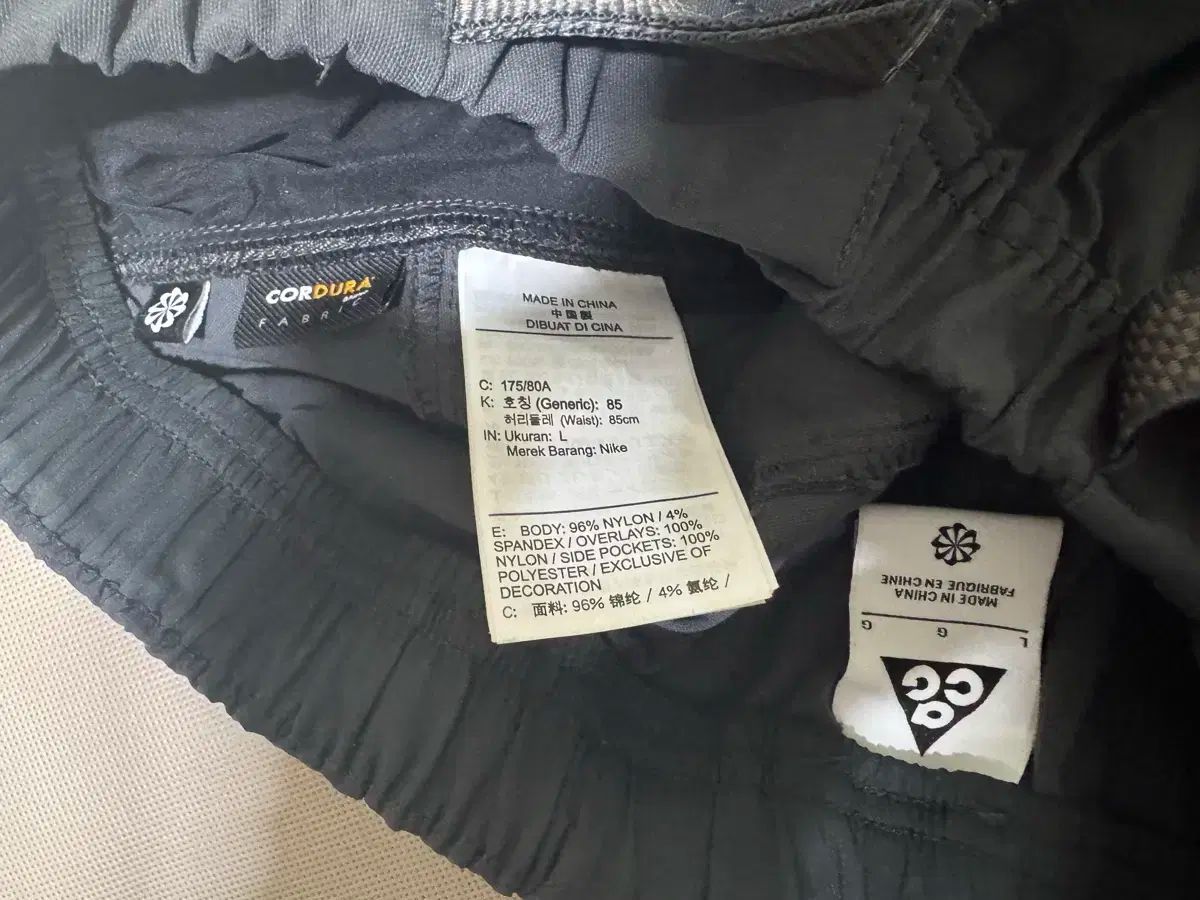 CORDURA
FABRI
MADE IN CHINA
中国製
DIBUAT DI CINA
C: 175/80A
K: 호칭 (Generic): 85
허리둘레 (Waist): 85cm
IN: Ukuran: L
Merek Barang: Nike
E: BODY: 96% NYLON / 4%
SPANDEX / OVERLAYS: 100%
NYLON / SIDE POCKETS: 100%
POLYESTER / EXCLUSIVE OF
DECORATION
C: 面料: 96% 锦纶 / 4% 氨纶 /
aCG
L G G
MADE IN CHINA
FABRIQUE EN CHINE